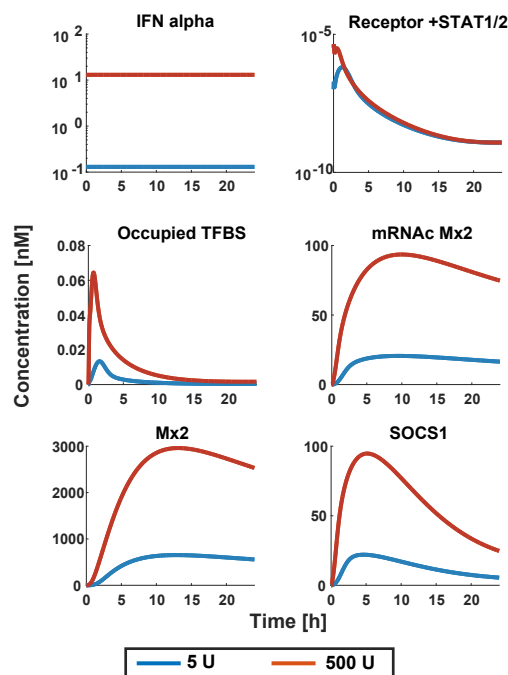 IFN alpha
Receptor +STAT1/2
10^2
10^1
10^0
10^-1
0 5 10 15 20
10^-5
10^-10
0 5 10 15 20
Concentration [nM]
Occupied TFBS
mRNAc Mx2
0.08
0.06
0.04
0.02
0
0 5 10 15 20
100
50
0
0 5 10 15 20
Mx2
SOCS1
3000
2000
1000
0
0 5 10 15 20
100
50
0
0 5 10 15 20
Time [h]
5 U 500 U